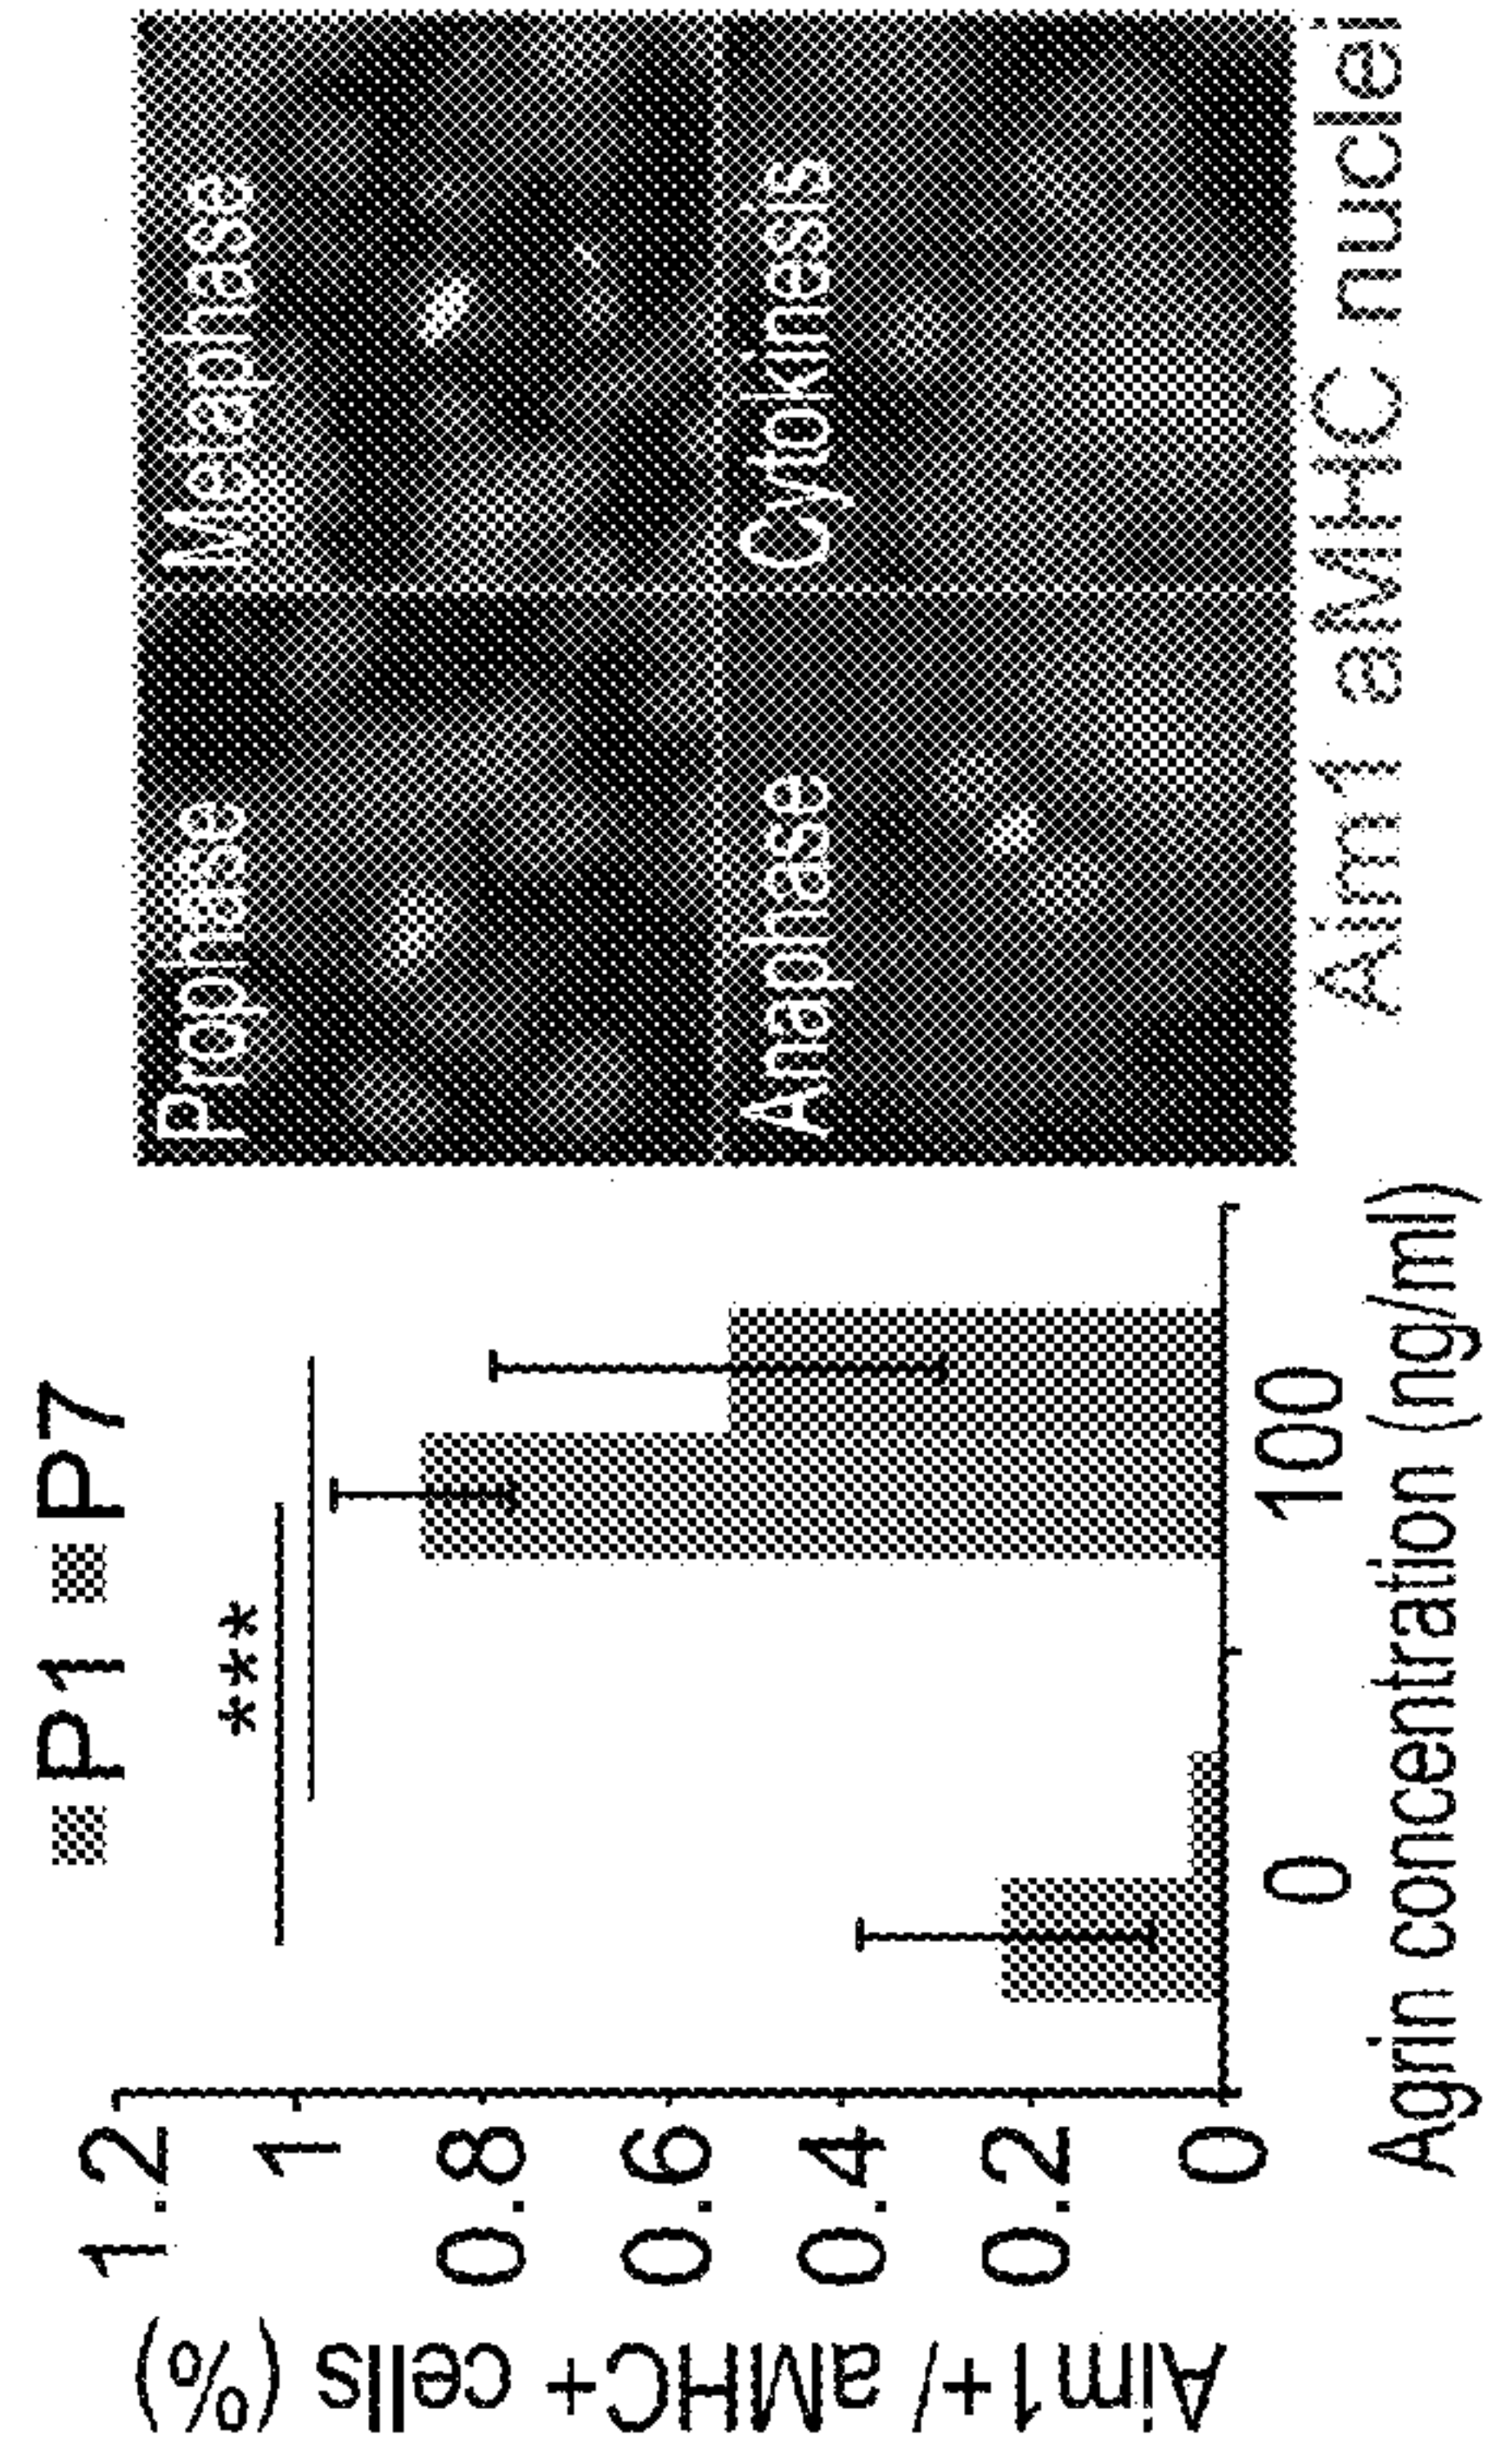 P1 P7
***
Aim1+/ aMHC+ cells (%)
1.2
1
0.8
0.6
0.4
0.2
0
0
100
Agrin concentration (ng/ml)
Prophase
Metaphase
Anaphase
Cytokinesis
Aim1 aMHC nuclei